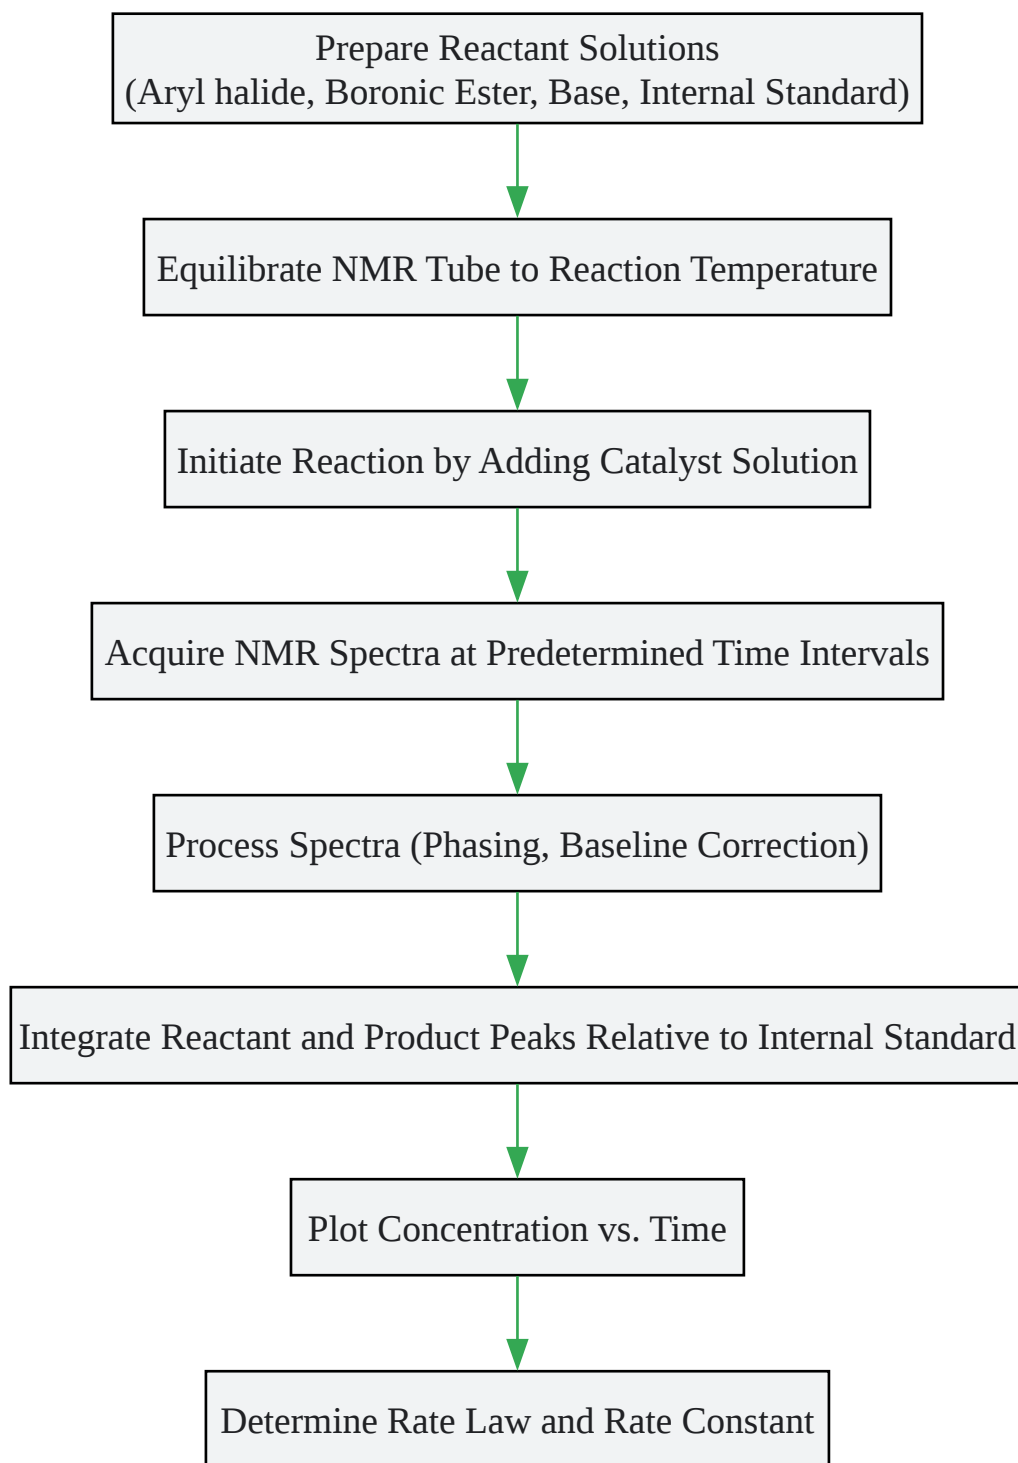 Prepare Reactant Solutions
(Aryl halide, Boronic Ester, Base, Internal Standard)
Equilibrate NMR Tube to Reaction Temperature
Initiate Reaction by Adding Catalyst Solution
Acquire NMR Spectra at Predetermined Time Intervals
Process Spectra (Phasing, Baseline Correction)
Integrate Reactant and Product Peaks Relative to Internal Standard
Plot Concentration vs. Time
Determine Rate Law and Rate Constant